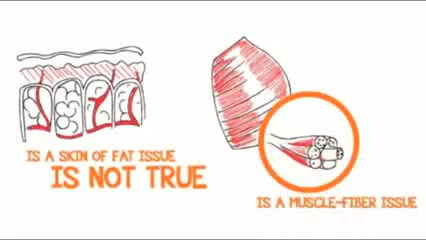 IS A SKIN OF FAT ISSUE
IS NOT TRUE
IS A MUSCLE-FIBER ISSUE